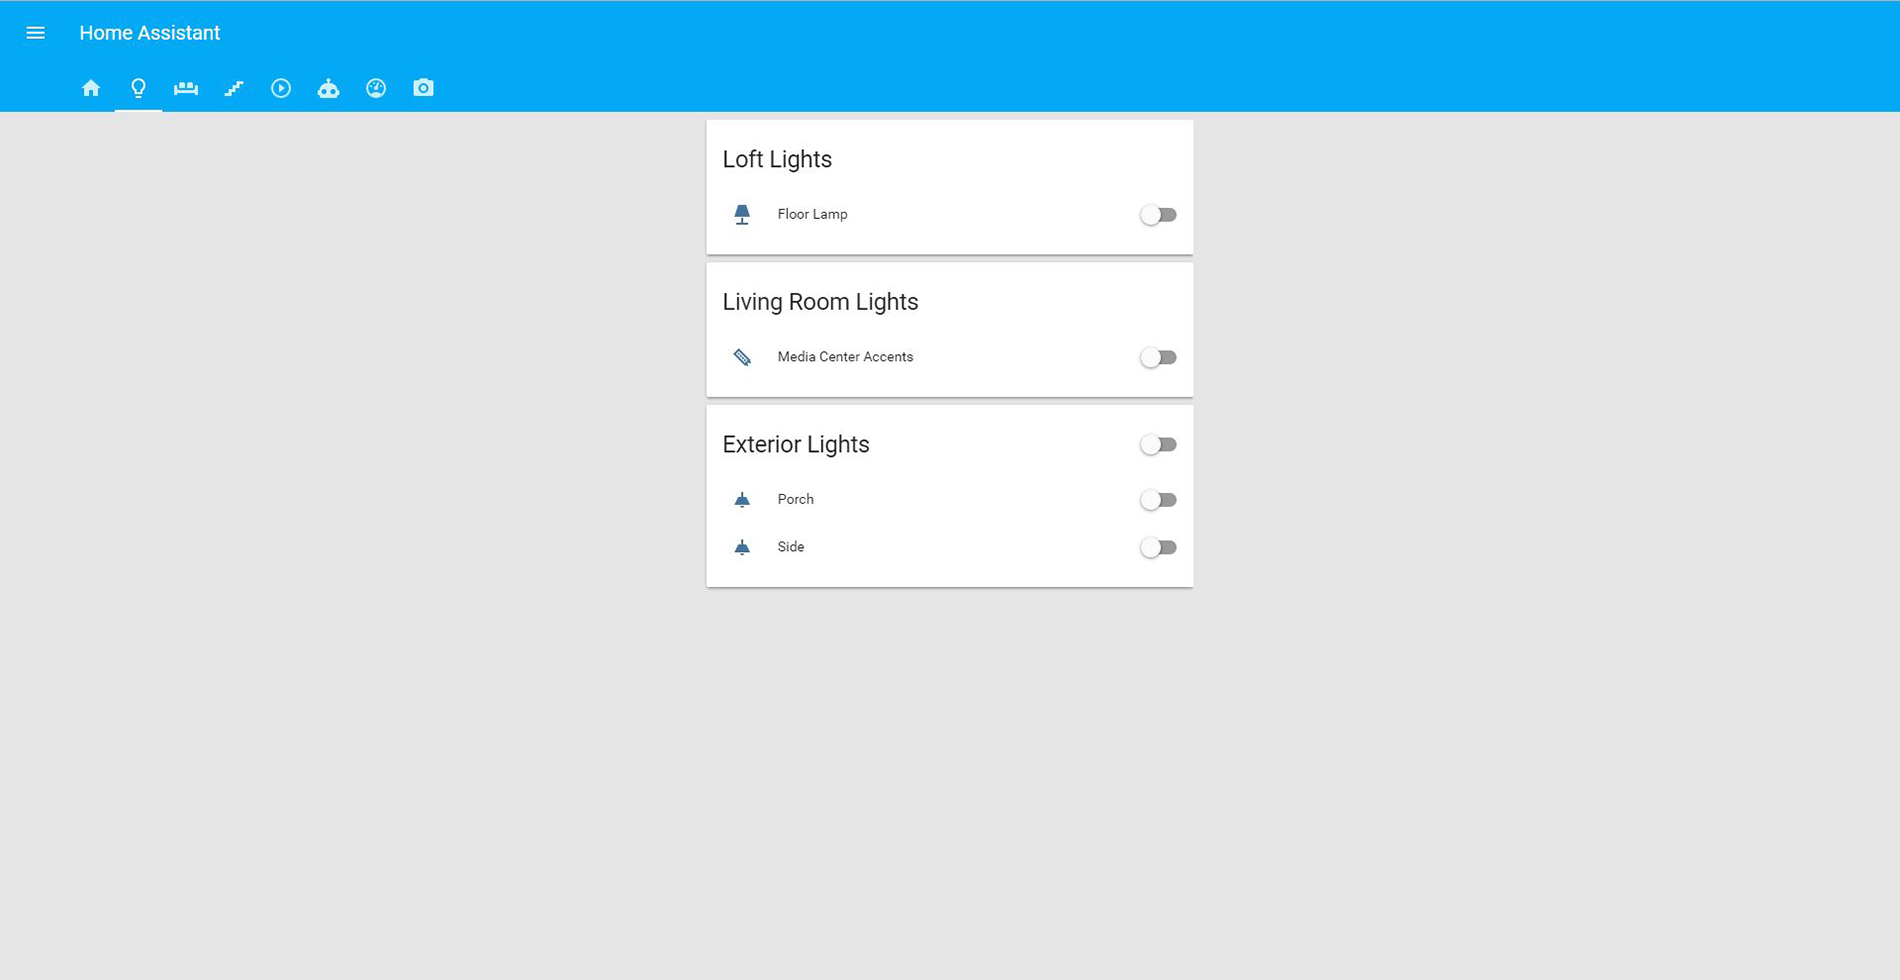 Home Assistant
Loft Lights
Floor Lamp
Living Room Lights
Media Center Accents
Exterior Lights
Porch
Side